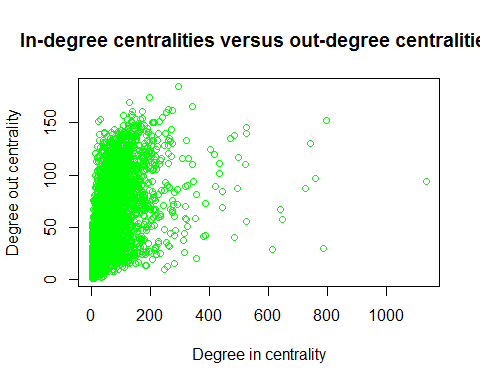 In-degree centralities versus out-degree centralitie
Degree out centrality
150
100
50
0
0 200 400 600 800 1000
Degree in centrality